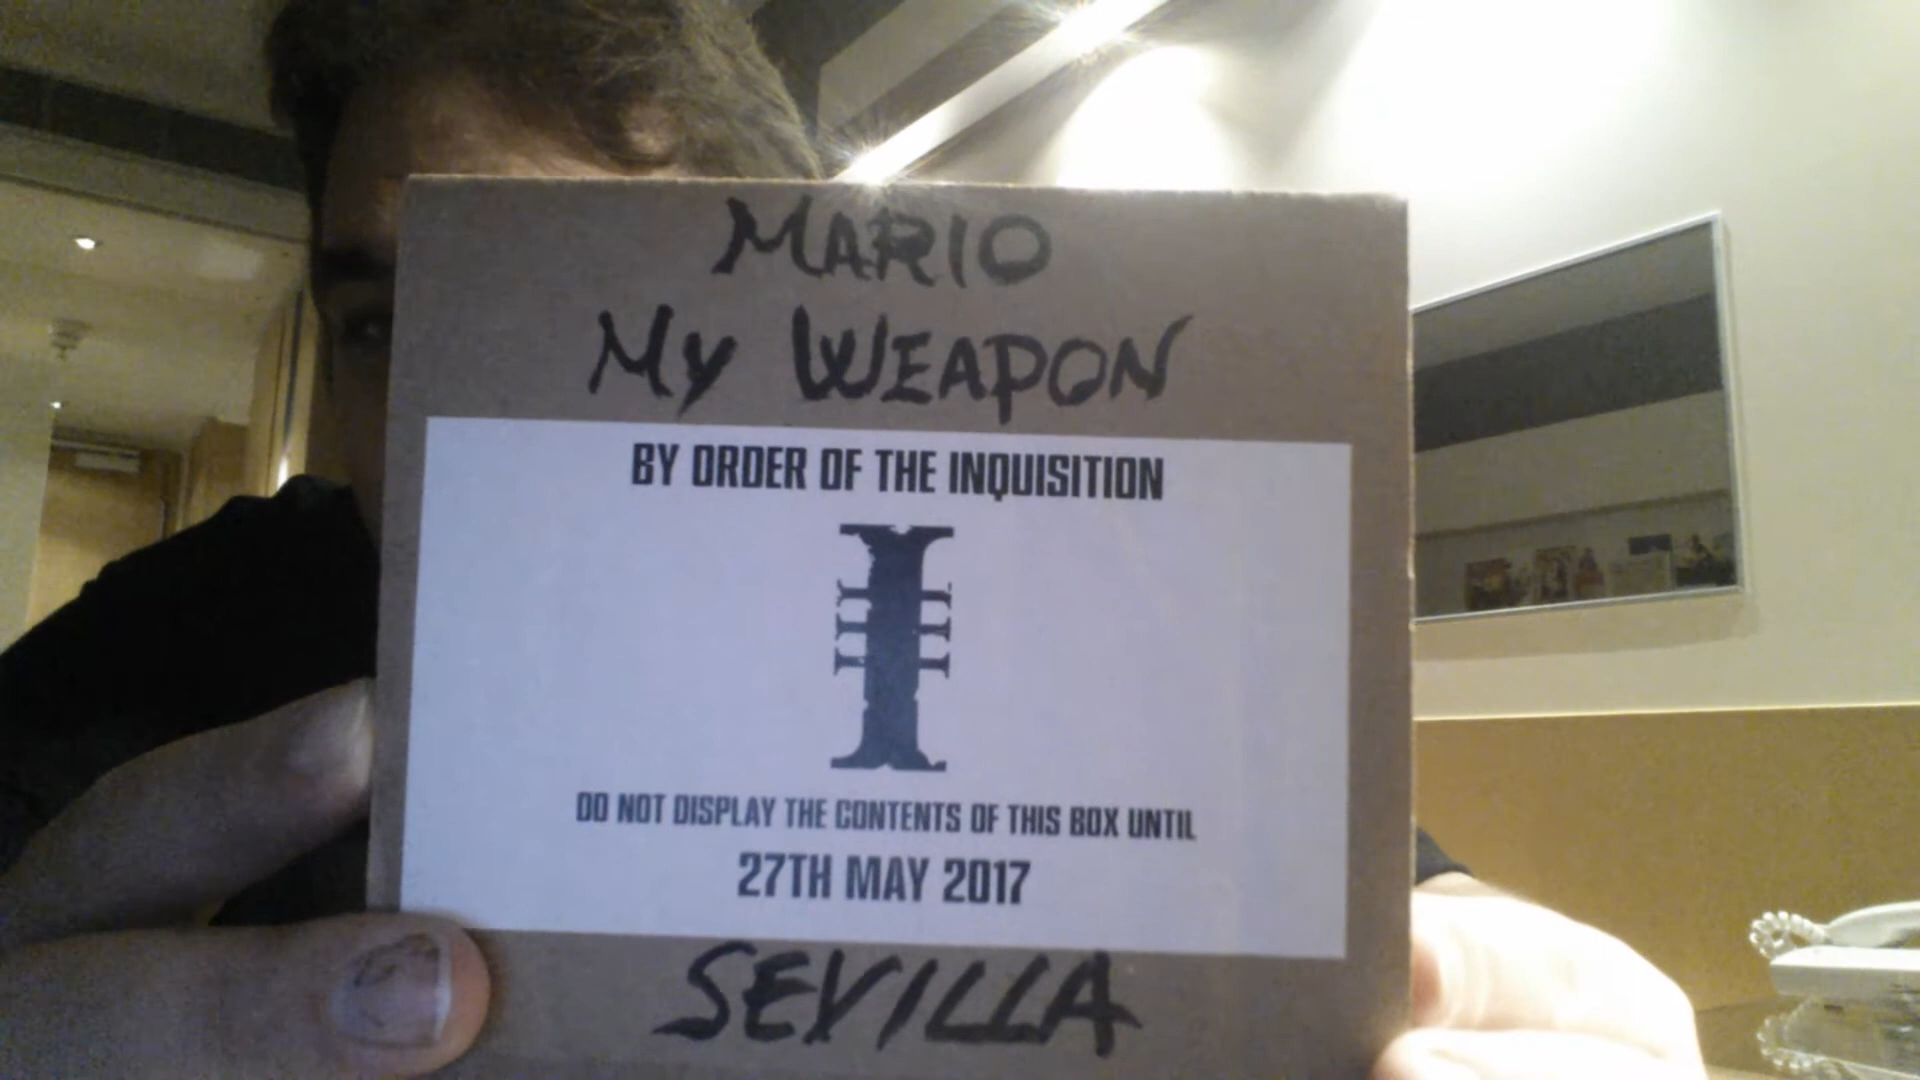 MARIO
My WEAPON
BY ORDER OF THE INQUISITION
DO NOT DISPLAY THE CONTENTS OF THIS BOX UNTIL
27TH MAY 2017
SEVILLA